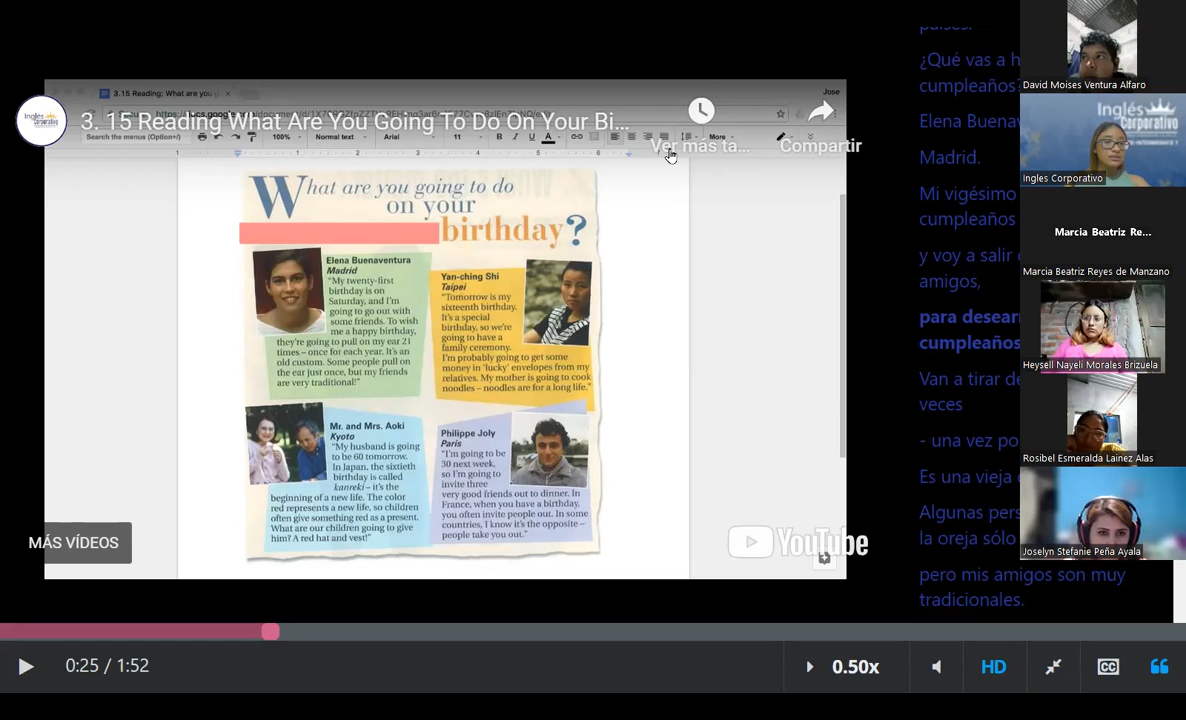 Jose
3. 15 Reading: What are you g
3. 15 Reading What Are You Going To Do On Your Bi...
Search the menus (Option+/)
100%
Normal text
Arial
11
B
I
U
A
More
Ver más ta...
Compartir
What are you going to do
on your
birthday?
Elena Buenaventura
Madrid
"My twenty-first
birthday is on
Saturday, and I'm
going to go out with
some friends. To wish
me a happy birthday,
they're going to pull on my ear 21
times – once for each year. It's an
old custom. Some people pull on
the ear just once, but my friends
are very traditional!"
Yan-ching Shi
Taipei
"Tomorrow is my
sixteenth birthday.
It's a special
birthday, so we're
going to have a
family ceremony.
I'm probably going to get some
money in 'lucky' envelopes from my
relatives. My mother is going to cook
noodles – noodles are for a long life."
Mr. and Mrs. Aoki
Kyoto
"My husband is going
to be 60 tomorrow.
In Japan, the sixtieth
birthday is called
kanreki – it's the
beginning of a new life. The color
red represents a new life, so children
often give something red as a present.
What are our children going to give
him? A red hat and vest!"
Philippe Joly
Paris
"I'm going to be
30 next week,
so I'm going to
invite three
very good friends out to dinner. In
France, when you have a birthday,
you often invite people out. In some
countries, I know it's the opposite –
people take you out."
MÁS VÍDEOS
YouTube
países.
¿Qué vas a h
cumpleaños?
Elena Buenav
Madrid.
Mi vigésimo
cumpleaños
y voy a salir
amigos,
para desear
cumpleaños
Van a tirar de
veces
- una vez po
Es una vieja
Algunas pers
la oreja sólo
pero mis amigos son muy
tradicionales.
David Moises Ventura Alfaro
Inglés
Corporativo
Ingles Corporativo
Marcia Beatriz Re...
Marcia Beatriz Reyes de Manzano
Heysell Nayeli Morales Brizuela
Rosibel Esmeralda Lainez Alas
Joselyn Stefanie Peña Ayala
0:25 / 1:52
0.50x
HD
CC